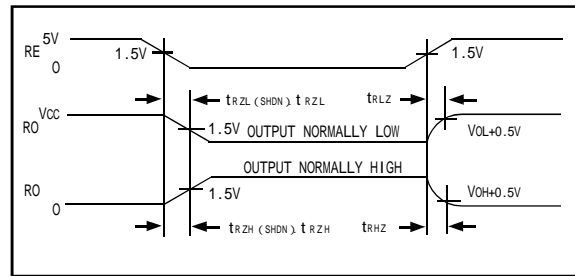 5V
RE
0
1.5V
1.5V
tRZL(SHDN). tRZL
tRLZ
VCC
RO
1.5V
OUTPUT NORMALLY LOW
VOL+0.5V
OUTPUT NORMALLY HIGH
RO
0
1.5V
VOH+0.5V
tRZH(SHDN). tRZH
tRHZ